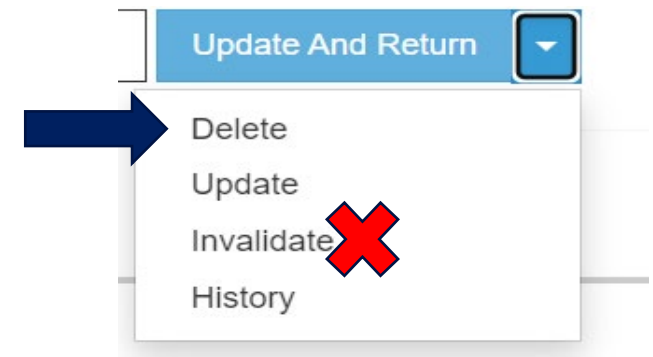 Update And Return
Delete
Update
Invalidate
History